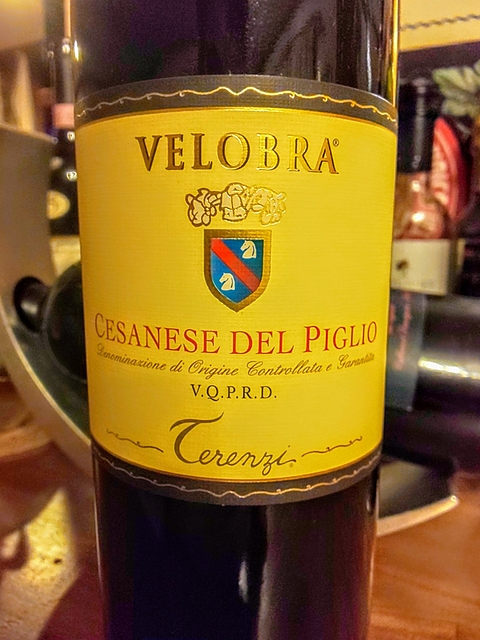 VELOBRA®
CESANESE DEL PIGLIO
Denominazione di Origine Controllata e Garantita
V.Q.P.R.D.
Terenzi®